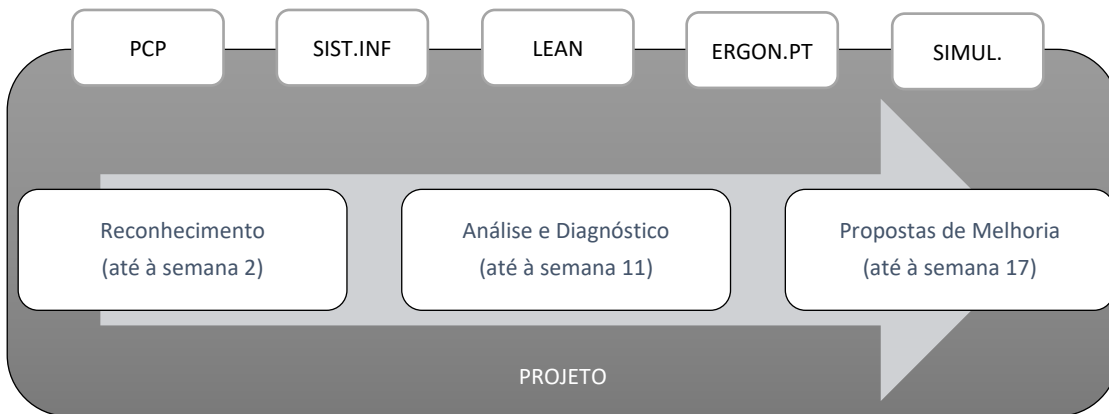 PCP
SIST.INF
LEAN
ERGON.PT
SIMUL.
Reconhecimento
(até à semana 2)
Análise e Diagnóstico
(até à semana 11)
Propostas de Melhoria
(até à semana 17)
PROJETO